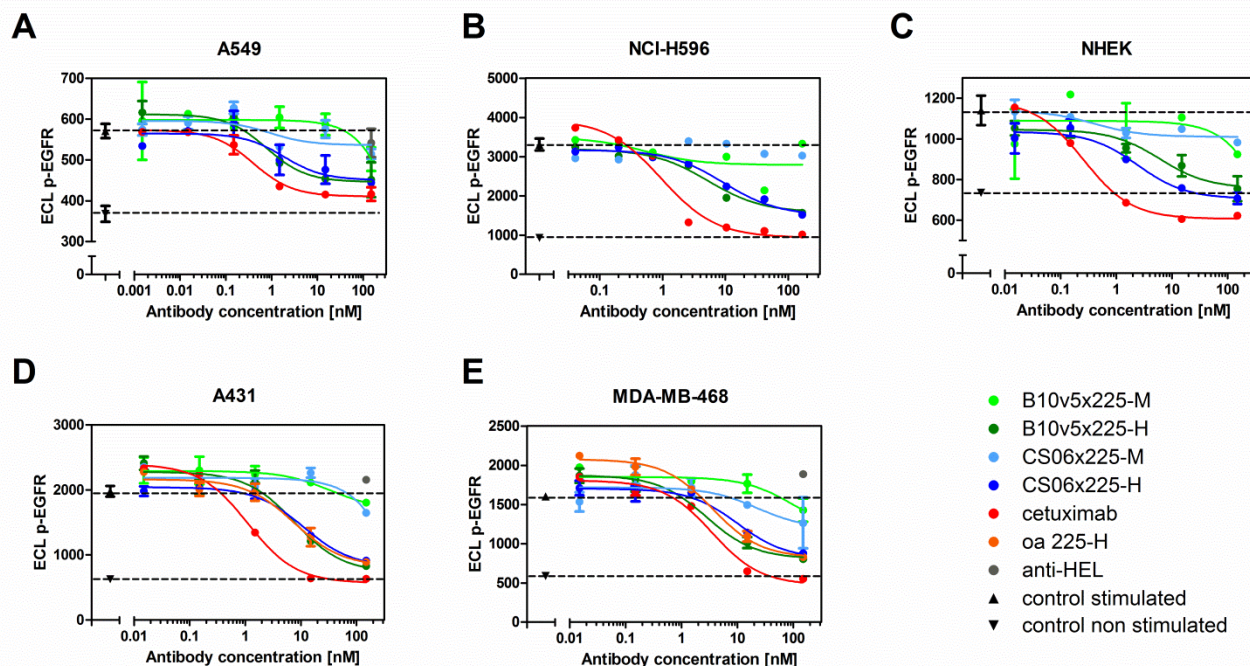 A
A549
ECL p-EGFR
700
600
500
400
300
0
0.001 0.01 0.1 1 10 100
Antibody concentration [nM]
B
NCI-H596
ECL p-EGFR
5000
4000
3000
2000
1000
0
0.1 1 10 100
Antibody concentration [nM]
C
NHEK
ECL p-EGFR
1200
1000
800
600
0
0.01 0.1 1 10 100
Antibody concentration [nM]
D
A431
ECL p-EGFR
3000
2000
1000
0
0.01 0.1 1 10 100
Antibody concentration [nM]
E
MDA-MB-468
ECL p-EGFR
2500
2000
1500
1000
500
0
0.01 0.1 1 10 100
Antibody concentration [nM]
B10v5x225-M
B10v5x225-H
CS06x225-M
CS06x225-H
cetuximab
oa 225-H
anti-HEL
control stimulated
control non stimulated